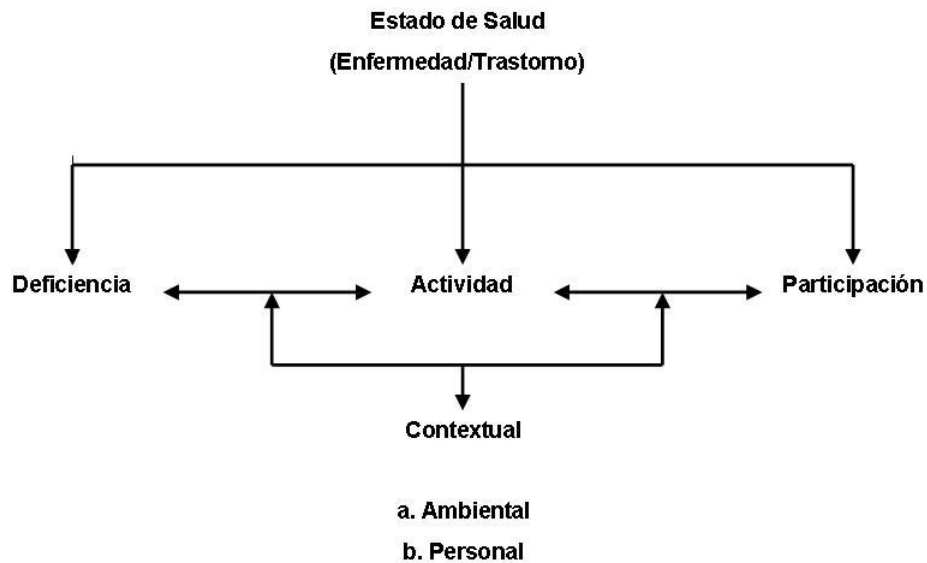 Estado de Salud
(Enfermedad/Trastorno)
Deficiencia
Actividad
Participación
Contextual
a. Ambiental
b. Personal